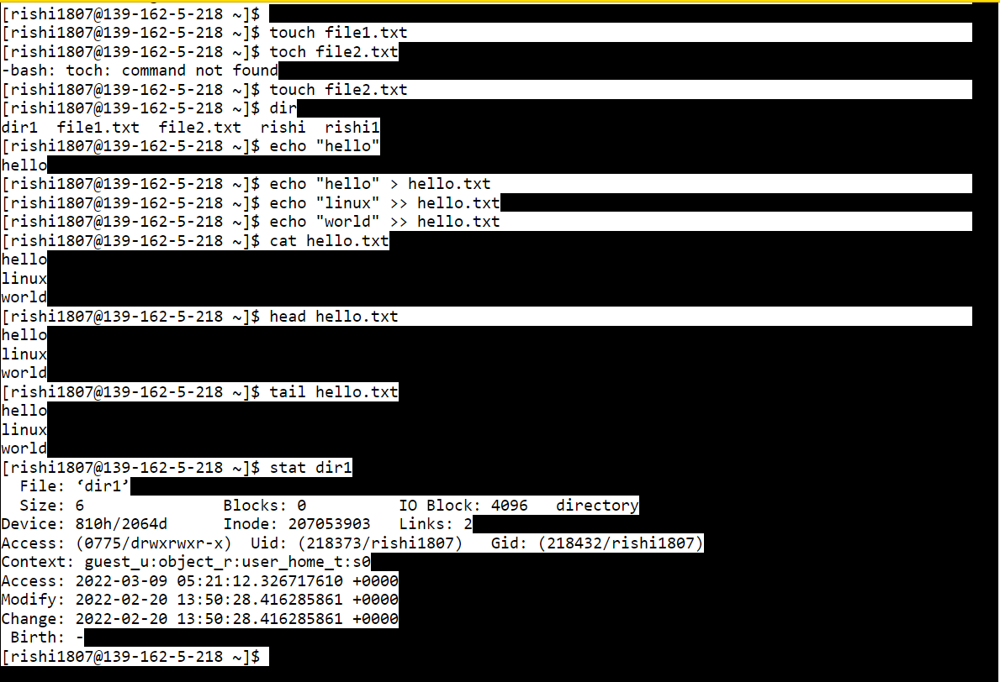 [rishi1807@139-162-5-218 ~]$
[rishi1807@139-162-5-218 ~]$ touch file1.txt
[rishi1807@139-162-5-218 ~]$ toch file2.txt
-bash: toch: command not found
[rishi1807@139-162-5-218 ~]$ touch file2.txt
[rishi1807@139-162-5-218 ~]$ dir
dir1  file1.txt  file2.txt  rishi  rishi1
[rishi1807@139-162-5-218 ~]$ echo "hello"
hello
[rishi1807@139-162-5-218 ~]$ echo "hello" > hello.txt
[rishi1807@139-162-5-218 ~]$ echo "linux" >> hello.txt
[rishi1807@139-162-5-218 ~]$ echo "world" >> hello.txt
[rishi1807@139-162-5-218 ~]$ cat hello.txt
hello
linux
world
[rishi1807@139-162-5-218 ~]$ head hello.txt
hello
linux
world
[rishi1807@139-162-5-218 ~]$ tail hello.txt
hello
linux
world
[rishi1807@139-162-5-218 ~]$ stat dir1
  File: ‘dir1’
  Size: 6               Blocks: 0          IO Block: 4096   directory
Device: 810h/2064d      Inode: 207053903   Links: 2
Access: (0775/drwxrwxr-x)  Uid: (218373/rishi1807)   Gid: (218432/rishi1807)
Context: guest_u:object_r:user_home_t:s0
Access: 2022-03-09 05:21:12.326717610 +0000
Modify: 2022-02-20 13:50:28.416285861 +0000
Change: 2022-02-20 13:50:28.416285861 +0000
 Birth: -
[rishi1807@139-162-5-218 ~]$